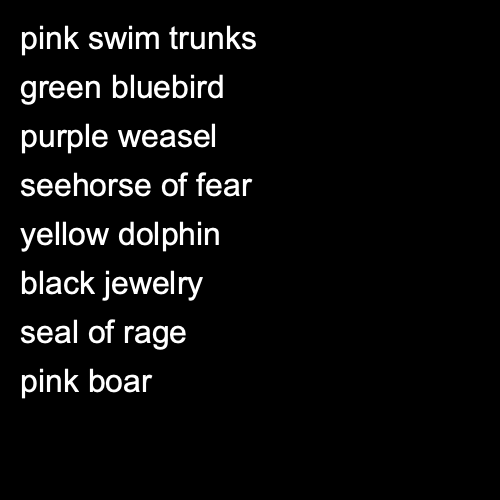 pink swim trunks
green bluebird
purple weasel
seehorse of fear
yellow dolphin
black jewelry
seal of rage
pink boar